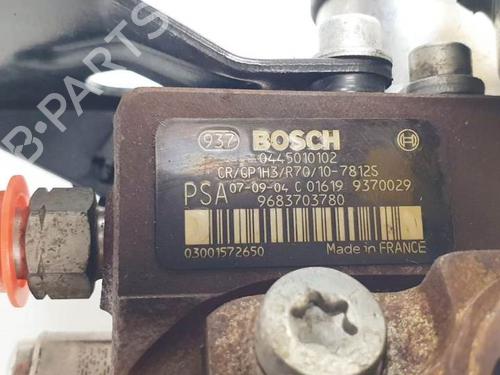 937 BOSCH
0445010102
CR/CP1H3/R70/10-7812S
PSA 07-09-04 C 01619 9370029
9683703780
03001572650 Made in FRANCE